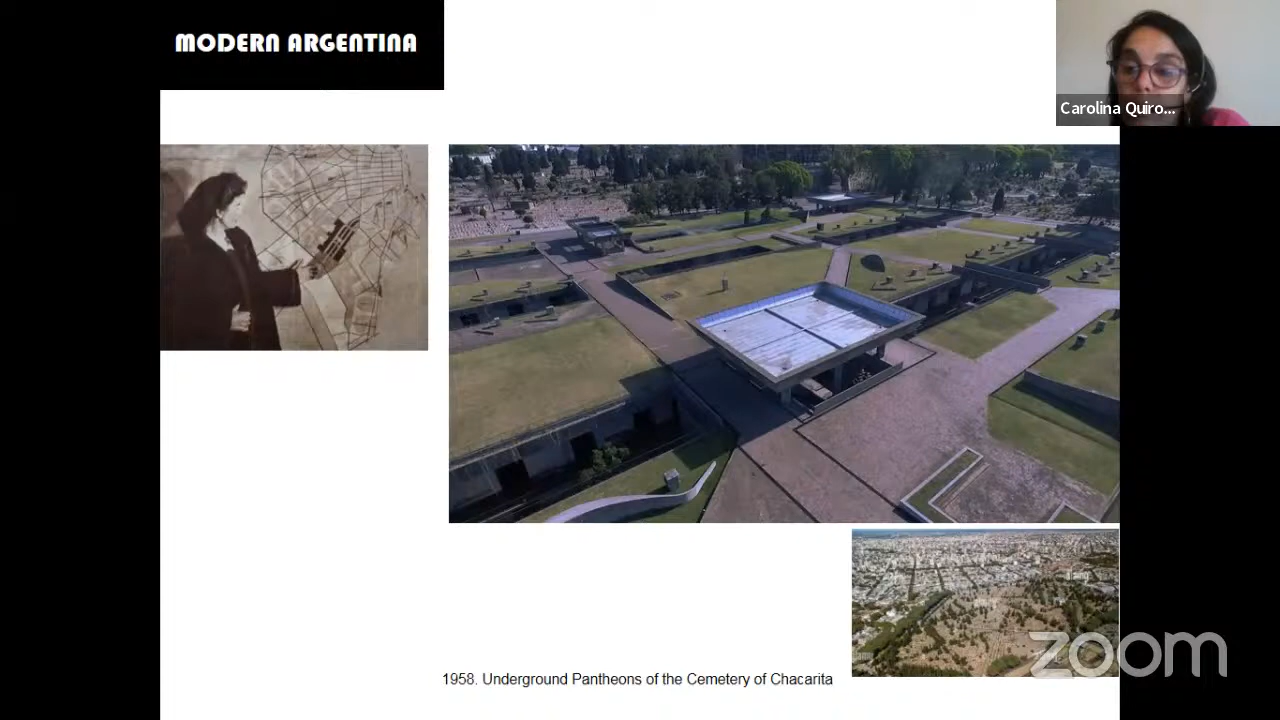 MODERN ARGENTINA
Carolina Quiro...
1958. Underground Pantheons of the Cemetery of Chacarita
zoom